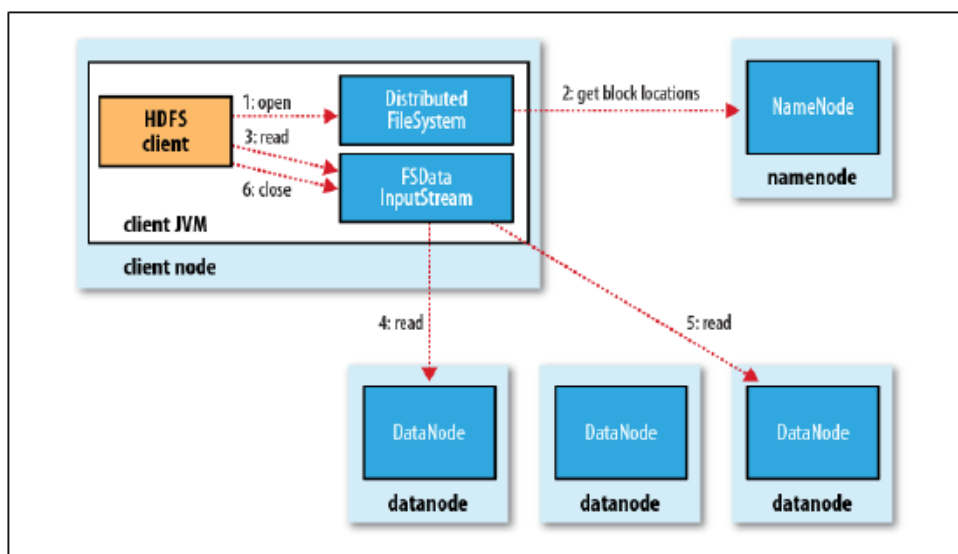 HDFS
client
1: open
3: read
6: close
Distributed
FileSystem
FSData
InputStream
client JVM
client node
2: get block locations
NameNode
namenode
4: read
5: read
DataNode
datanode
DataNode
datanode
DataNode
datanode